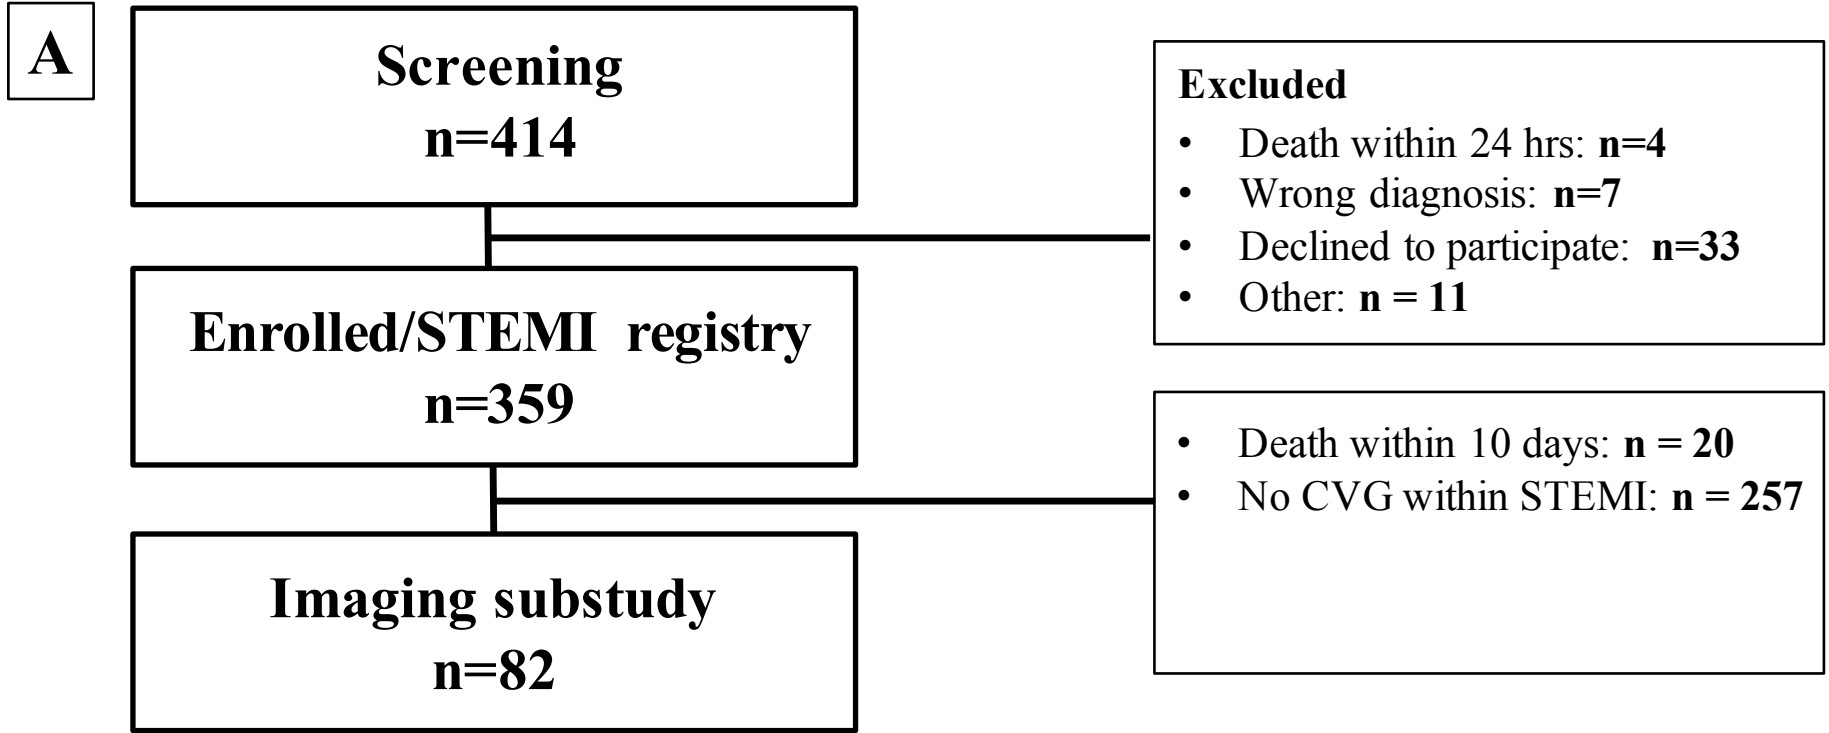 A
Screening
n=414
Excluded
• Death within 24 hrs: n=4
• Wrong diagnosis: n=7
• Declined to participate: n=33
• Other: n = 11
Enrolled/STEMI registry
n=359
• Death within 10 days: n = 20
• No CVG within STEMI: n = 257
Imaging substudy
n=82